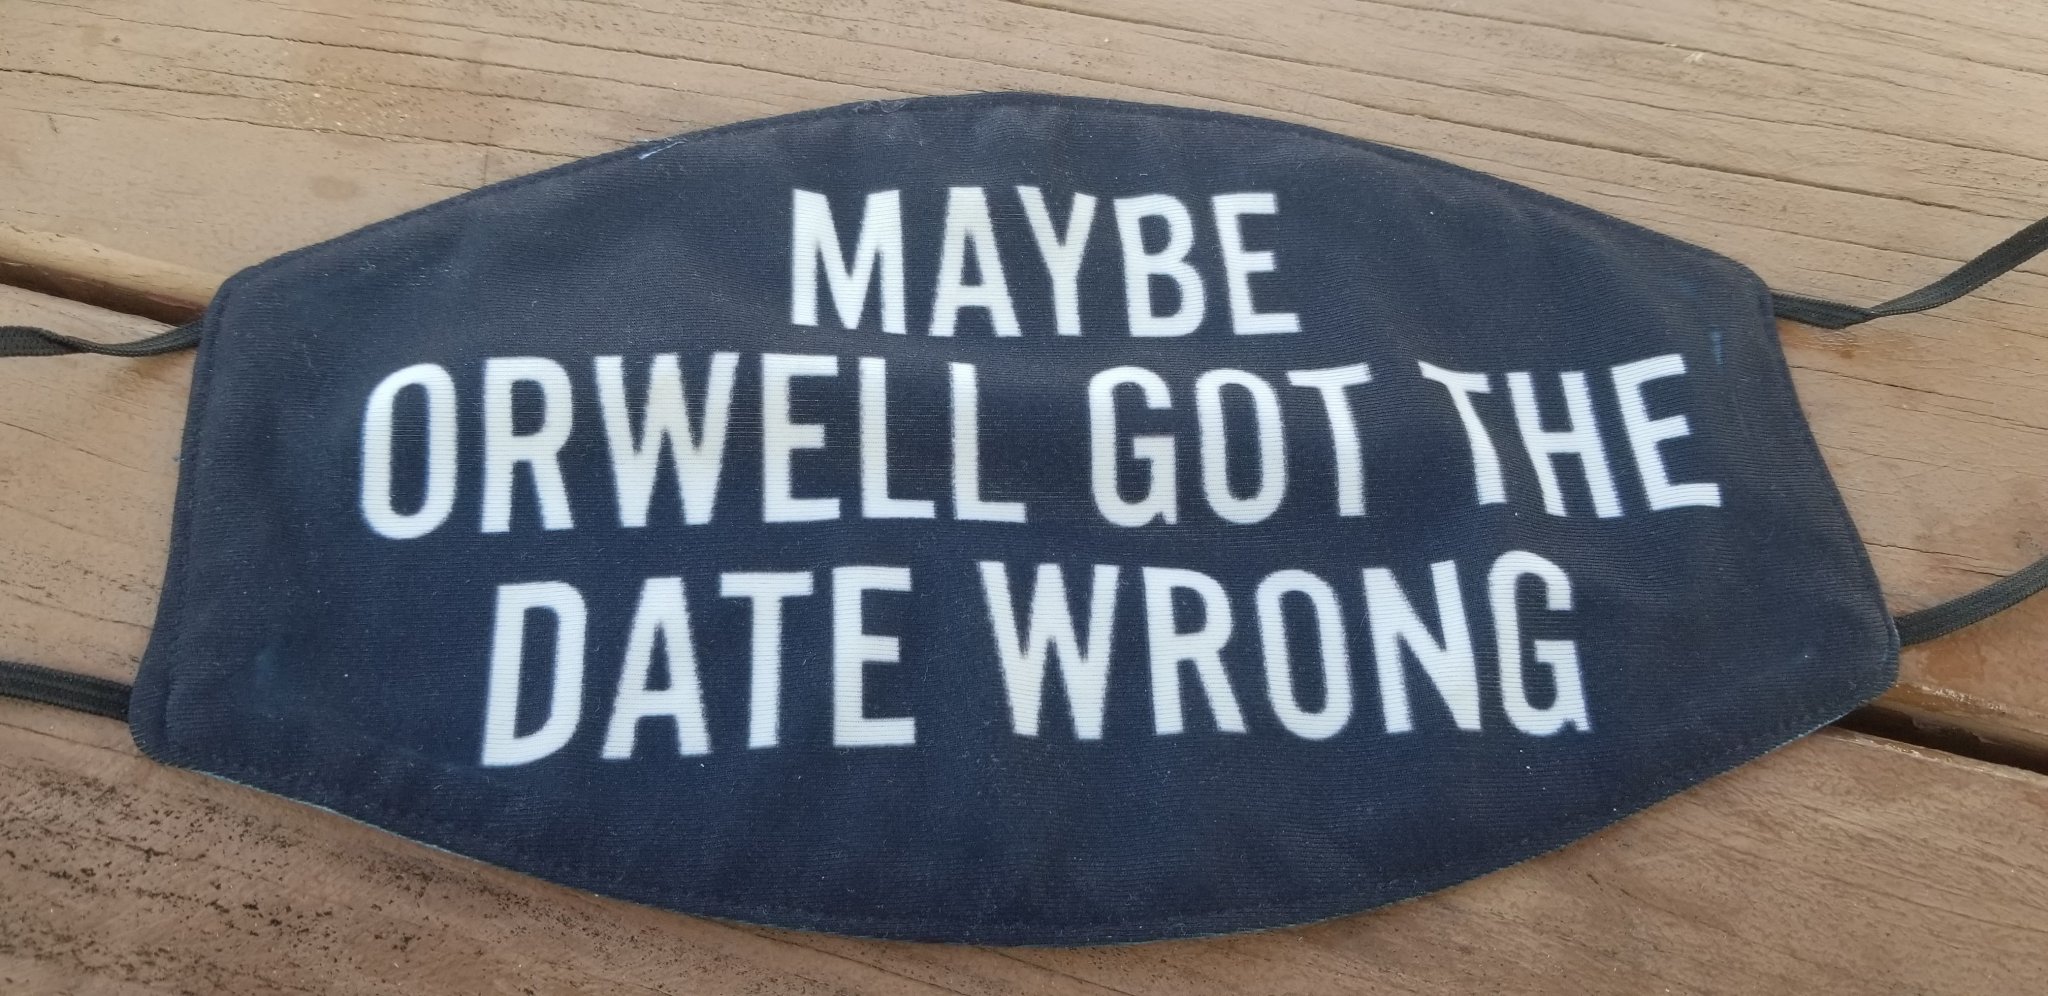 MAYBE
ORWELL GOT THE
DATE WRONG